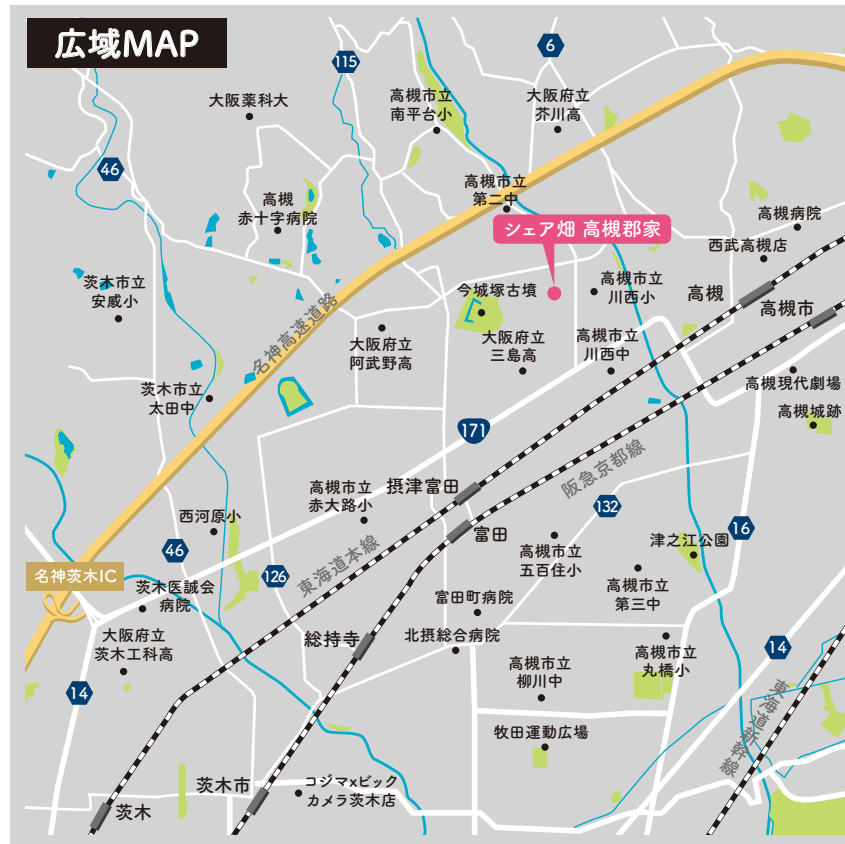 広域MAP
115
6
大阪薬科大
高槻市立
南平台小
大阪府立
芥川高
46
高槻市立
第二中
高槻
赤十字病院
高槻病院
シェア畑 高槻郡家
西武高槻店
茨木市立
安威小
今城塚古墳
高槻市立
川西小
高槻
高槻市
名神高速道路
大阪府立
阿武野高
大阪府立
三島高
高槻市立
川西中
茨木市立
太田中
高槻現代劇場
高槻城跡
171
阪急京都線
摂津富田
高槻市立
赤大路小
西河原小
132
16
富田
津之江公園
46
東海道本線
高槻市立
五百住小
名神茨木IC
126
茨木医誠会
病院
高槻市立
第三中
富田町病院
大阪府立
茨木工科高
総持寺
北摂総合病院
高槻市立
丸橋小
14
高槻市立
柳川中
14
東海道新幹線
牧田運動広場
茨木市
コジマ×ビック
カメラ茨木店
茨木